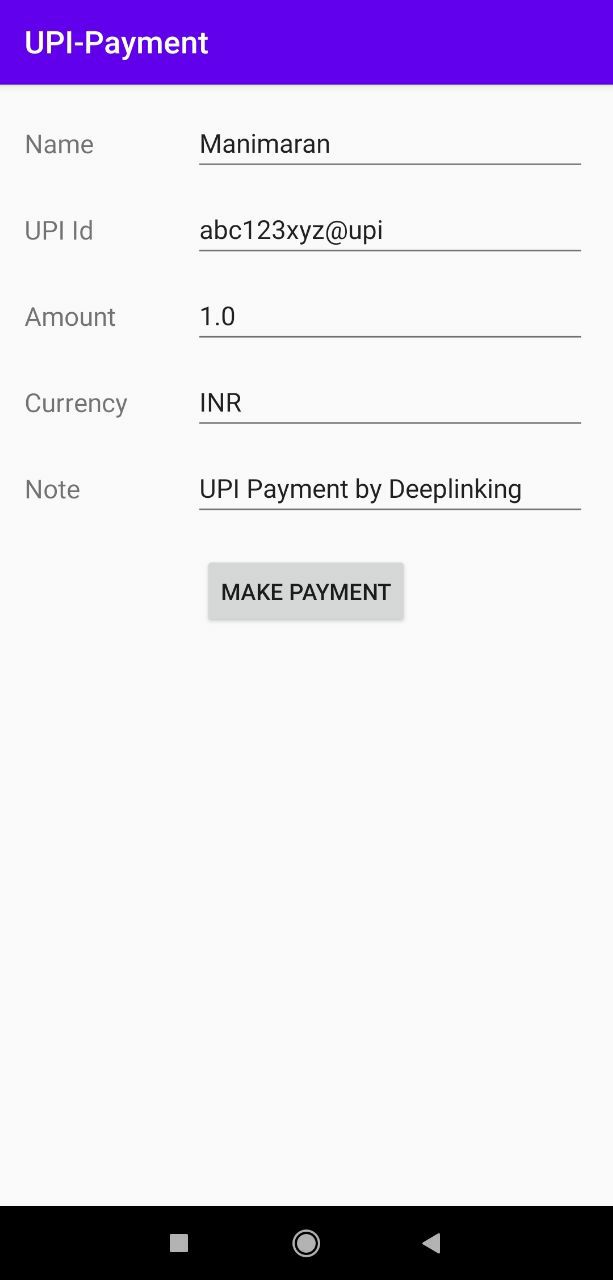 UPI-Payment
Name Manimaran
UPI Id abc123xyz@upi
Amount 1.0
Currency INR
Note UPI Payment by Deeplinking
MAKE PAYMENT